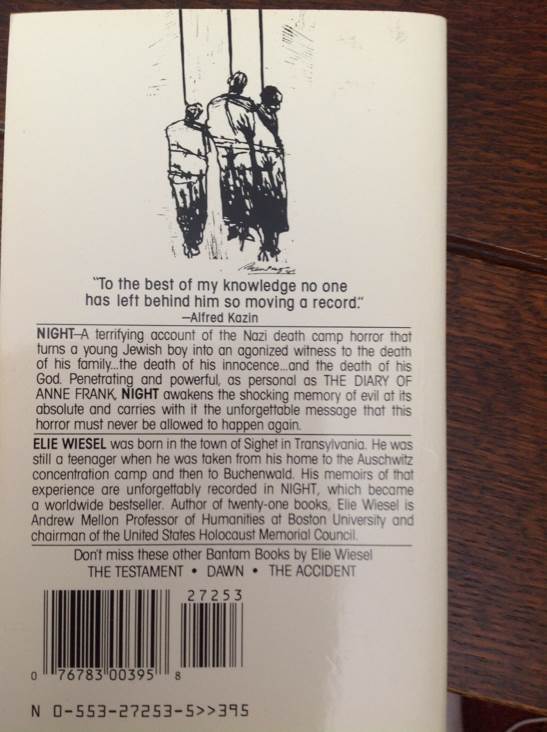 "To the best of my knowledge no one
has left behind him so moving a record."
—Alfred Kazin
NIGHT—A terrifying account of the Nazi death camp horror that
turns a young Jewish boy into an agonized witness to the death
of his family...the death of his innocence...and the death of his
God. Penetrating and powerful, as personal as THE DIARY OF
ANNE FRANK, NIGHT awakens the shocking memory of evil at its
absolute and carries with it the unforgettable message that this
horror must never be allowed to happen again.
ELIE WIESEL was born in the town of Sighet in Transylvania. He was
still a teenager when he was taken from his home to the Auschwitz
concentration camp and then to Buchenwald. His memoirs of that
experience are unforgettably recorded in NIGHT, which became
a worldwide bestseller. Author of twenty-one books, Elie Wiesel is
Andrew Mellon Professor of Humanities at Boston University and
chairman of the United States Holocaust Memorial Council.
Don't miss these other Bantam Books by Elie Wiesel
THE TESTAMENT • DAWN • THE ACCIDENT
27253
0 76783 00395 8
N 0-553-27253-5>>395